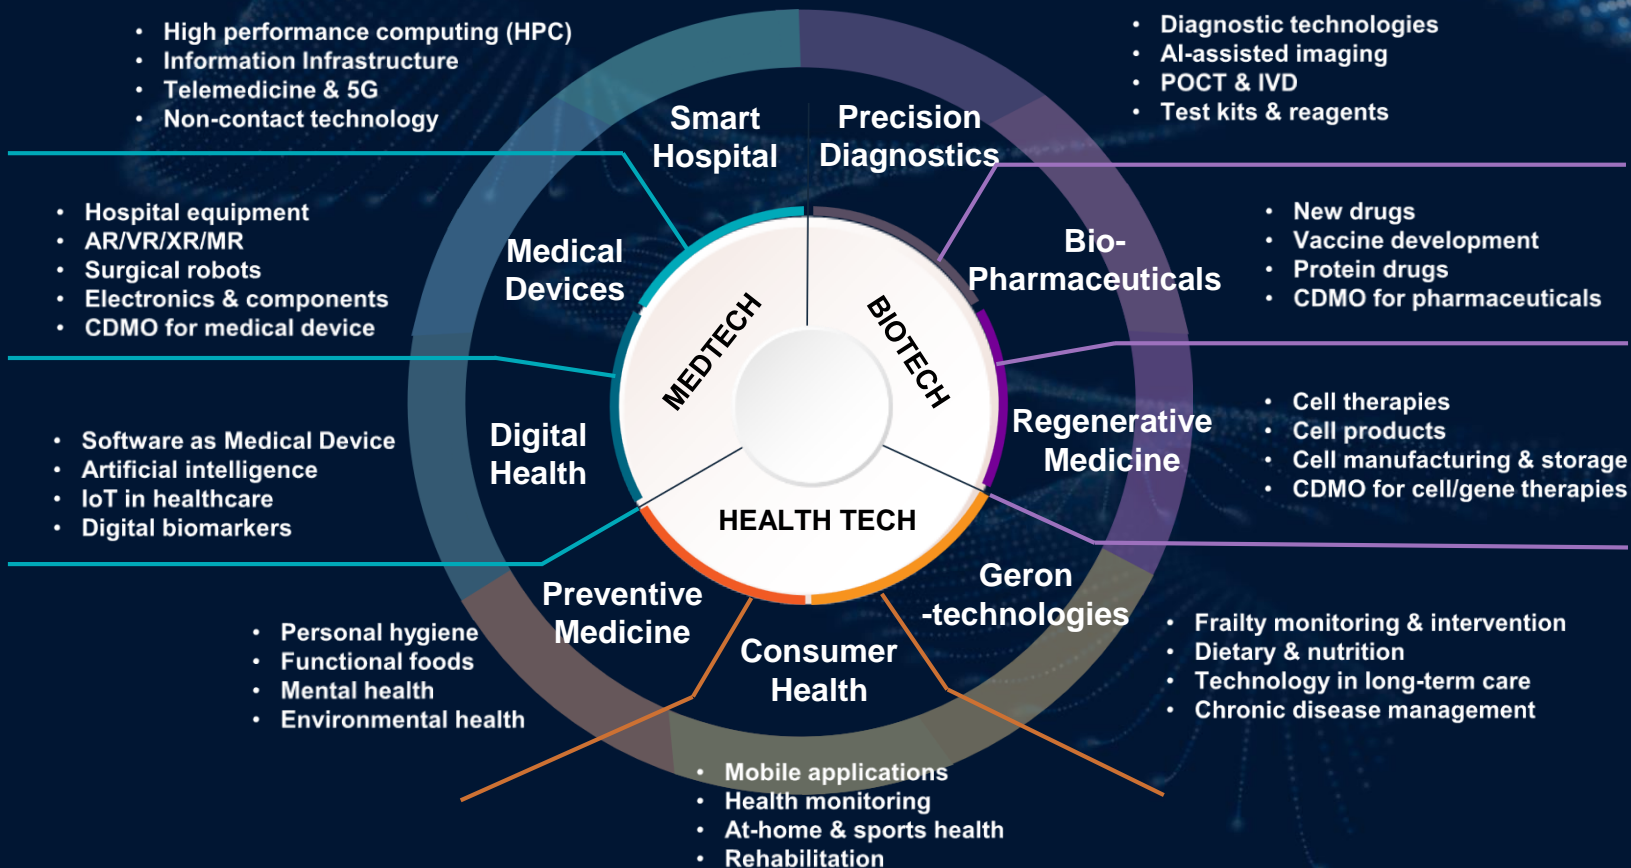 • High performance computing (HPC)
• Information Infrastructure
• Telemedicine & 5G
• Non-contact technology
Smart
Hospital
Precision
Diagnostics
• Diagnostic technologies
• AI-assisted imaging
• POCT & IVD
• Test kits & reagents
• Hospital equipment
• AR/VR/XR/MR
• Surgical robots
• Electronics & components
• CDMO for medical device
Medical
Devices
Bio-
Pharmaceuticals
• New drugs
• Vaccine development
• Protein drugs
• CDMO for pharmaceuticals
MEDTECH
BIOTECH
HEALTH TECH
• Software as Medical Device
• Artificial intelligence
• IoT in healthcare
• Digital biomarkers
Digital
Health
Regenerative
Medicine
• Cell therapies
• Cell products
• Cell manufacturing & storage
• CDMO for cell/gene therapies
• Personal hygiene
• Functional foods
• Mental health
• Environmental health
Preventive
Medicine
Consumer
Health
Geron
-technologies
• Frailty monitoring & intervention
• Dietary & nutrition
• Technology in long-term care
• Chronic disease management
• Mobile applications
• Health monitoring
• At-home & sports health
• Rehabilitation